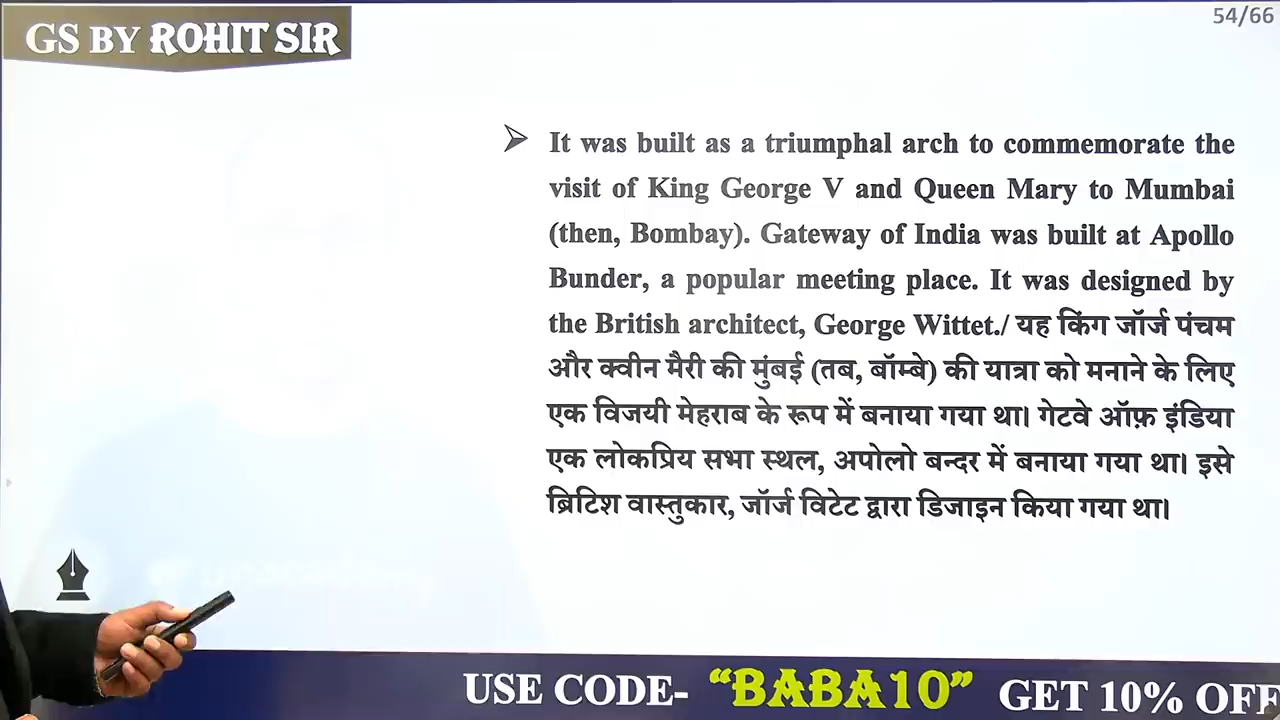 GS BY ROHIT SIR
54/66
➢ It was built as a triumphal arch to commemorate the
visit of King George V and Queen Mary to Mumbai
(then, Bombay). Gateway of India was built at Apollo
Bunder, a popular meeting place. It was designed by
the British architect, George Wittet./ यह किंग जॉर्ज पंचम
और क्वीन मैरी की मुंबई (तब, बॉम्बे) की यात्रा को मनाने के लिए
एक विजयी मेहराब के रूप में बनाया गया था। गेटवे ऑफ़ इंडिया
एक लोकप्रिय सभा स्थल, अपोलो बन्दर में बनाया गया था। इसे
ब्रिटिश वास्तुकार, जॉर्ज विटेट द्वारा डिजाइन किया गया था।
unacademy
USE CODE- “BABA10” GET 10% OFF